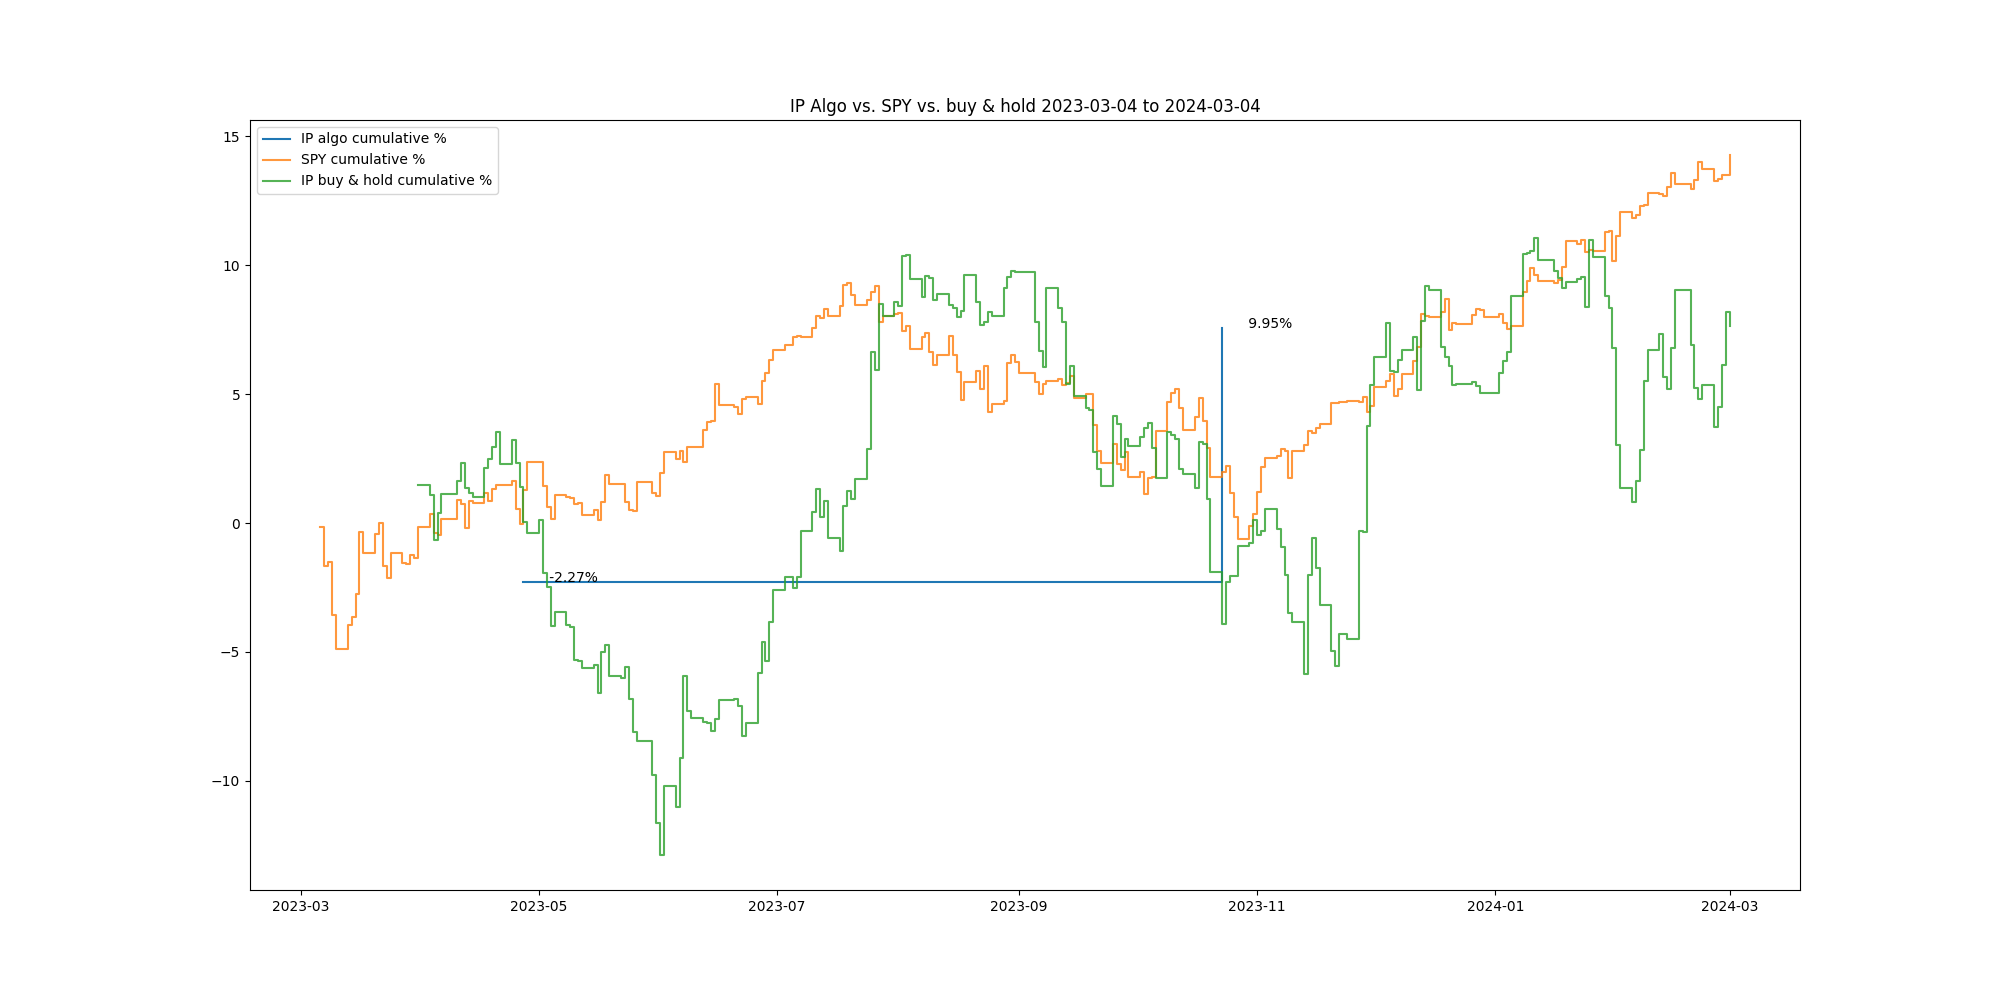 IP Algo vs. SPY vs. buy & hold 2023-03-04 to 2024-03-04
IP algo cumulative %
SPY cumulative %
IP buy & hold cumulative %
15
10
5
0
−5
−10
9.95%
-2.27%
2023-03 2023-05 2023-07 2023-09 2023-11 2024-01 2024-03